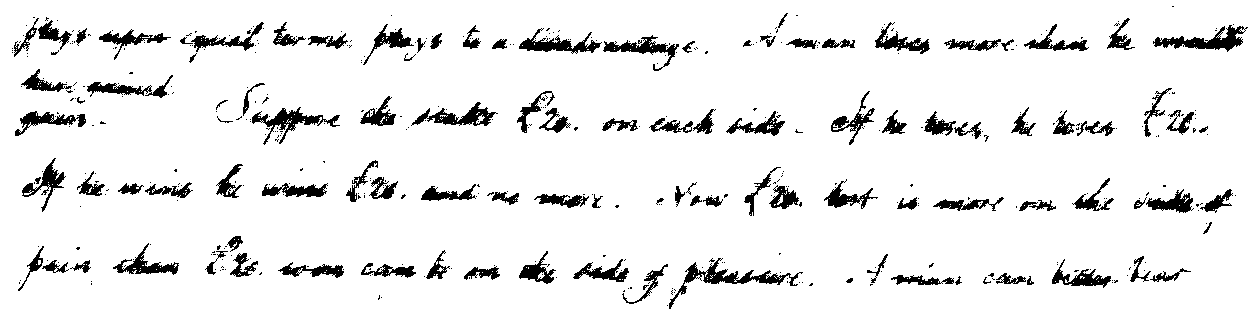 plays upon equal terms plays to a disadvantage. A man loses more than he would
have gained
gain. Suppose the stake £20. on each side. If he loses, he loses £20.
If he wins he wins £20. and no more. Now £20. lost is more on the side of
pain than £20. won can be on the side of pleasure. A man can better bear